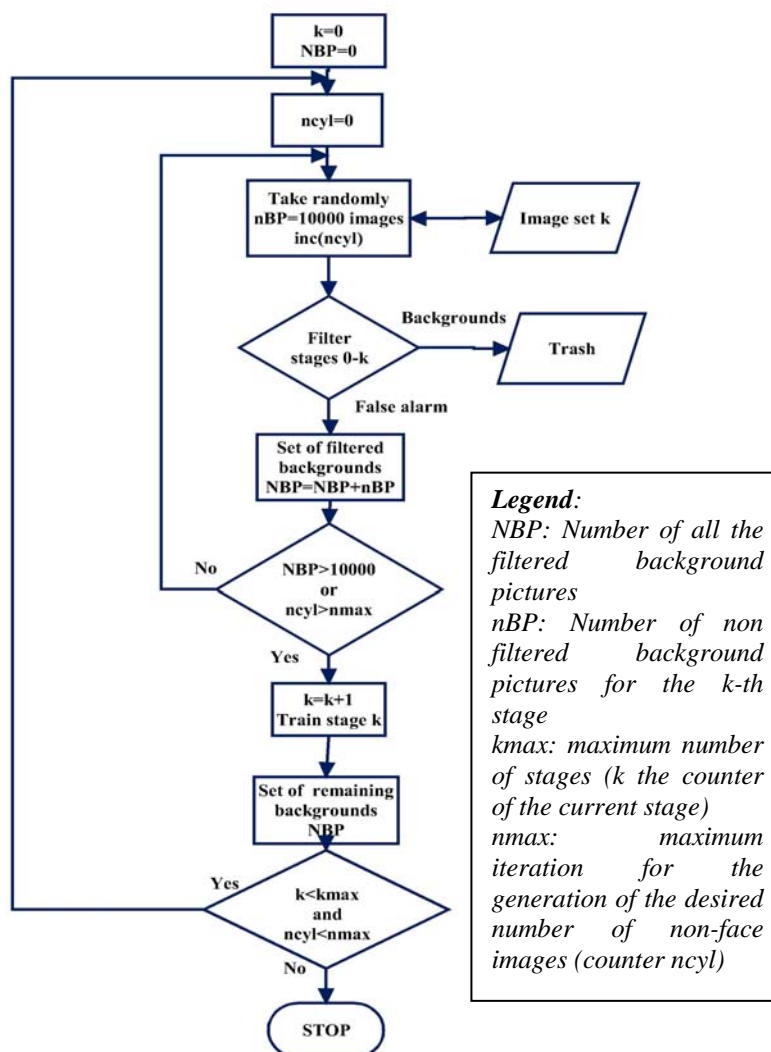 k=0
NBP=0
ncyl=0
Take randomly
nBP=10000 images
inc(ncyl)
Image set k
Backgrounds
Filter
stages 0-k
Trash
False alarm
Set of filtered
backgrounds
NBP=NBP+nBP
No
NBP>10000
or
ncyl>nmax
Yes
k=k+1
Train stage k
Set of remaining
backgrounds
NBP
Yes
k<kmax
and
ncyl<nmax
No
STOP
Legend:
NBP: Number of all the
filtered background
pictures
nBP: Number of non
filtered background
pictures for the k-th
stage
kmax: maximum number
of stages (k the counter
of the current stage)
nmax: maximum
iteration for the
generation of the desired
number of non-face
images (counter ncyl)